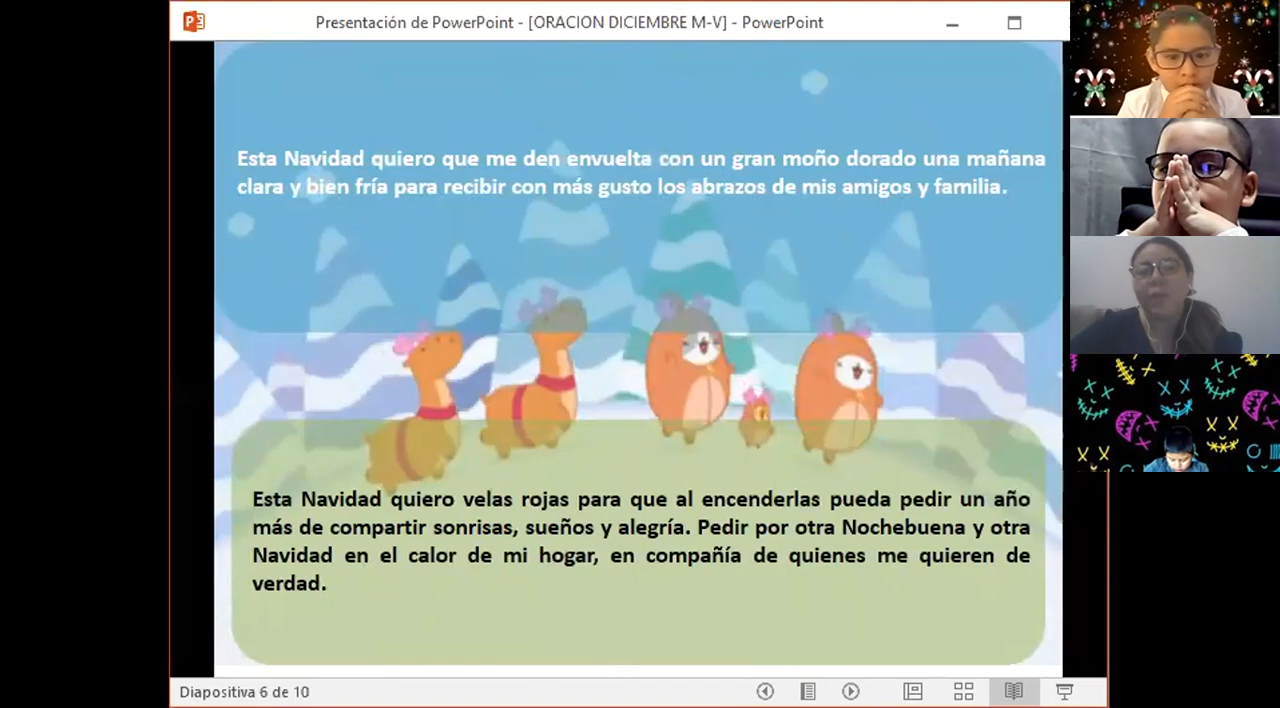 Presentación de PowerPoint - [ORACION DICIEMBRE M-V] - PowerPoint
Esta Navidad quiero que me den envuelta con un gran moño dorado una mañana
clara y bien fría para recibir con más gusto los abrazos de mis amigos y familia.
Esta Navidad quiero velas rojas para que al encenderlas pueda pedir un año
más de compartir sonrisas, sueños y alegría. Pedir por otra Nochebuena y otra
Navidad en el calor de mi hogar, en compañía de quienes me quieren de
verdad.
Diapositiva 6 de 10